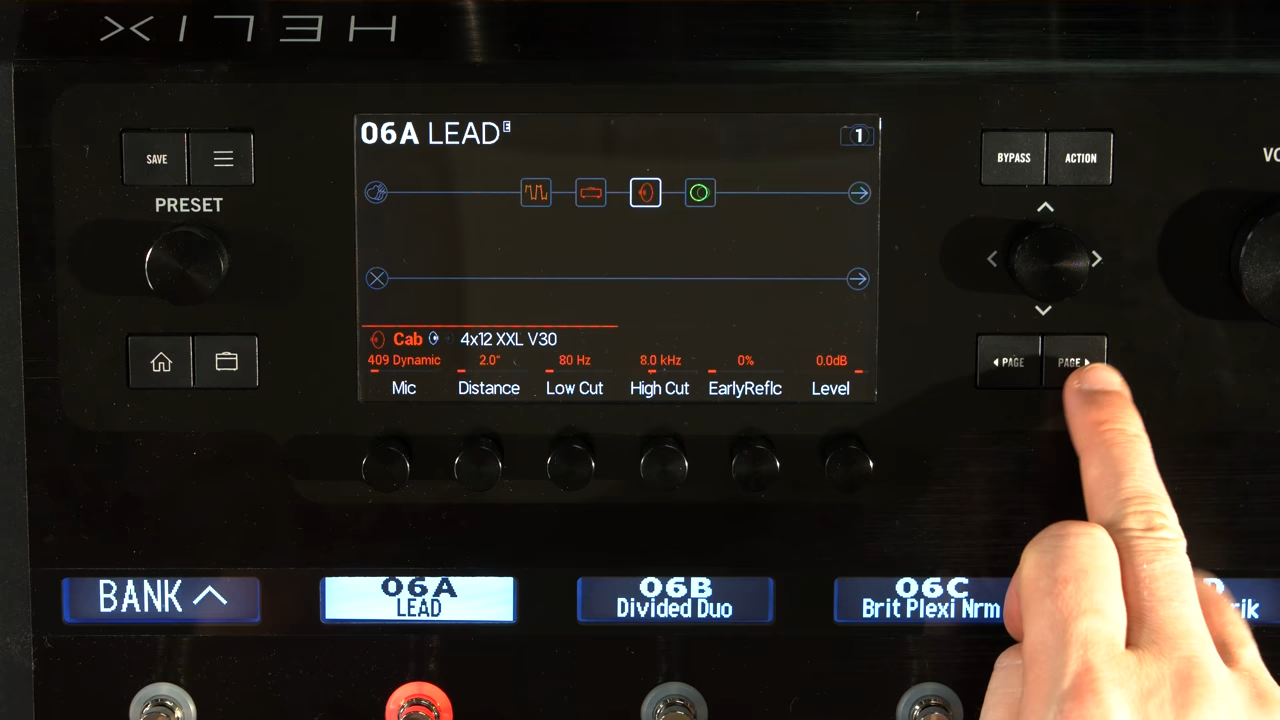 HELIX
06A LEAD E
1
SAVE
BYPASS
ACTION
VO
PRESET
Cab 4x12 XXL V30
409 Dynamic 2.0" 80 Hz 8.0 kHz 0% 0.0dB
Mic Distance Low Cut High Cut EarlyReflc Level
PAGE
PAGE
BANK
06A
LEAD
06B
Divided Duo
06C
Brit Plexi Nrm